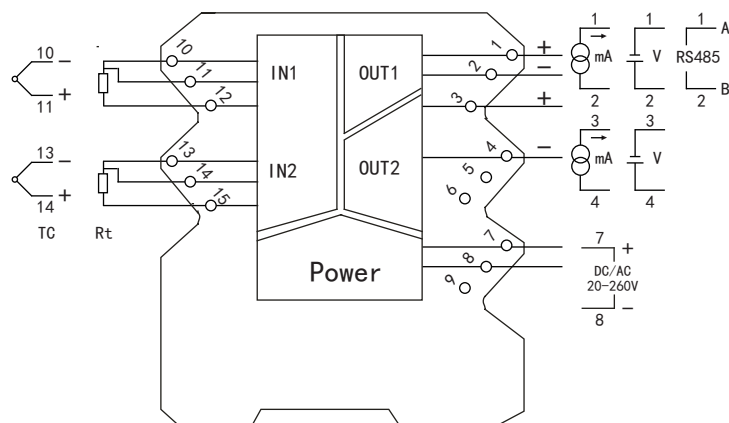 10 −
11 +
13 −
14 +
TC
Rt
10
11
12
13
14
15
IN1
IN2
OUT1
OUT2
Power
1
2
3
4
5
6
7
8
9
+
−
+
−
1
mA
2
1
V
2
1 A
RS485
2 B
3
mA
4
3
V
4
7 +
DC/AC
20-260V
8 −